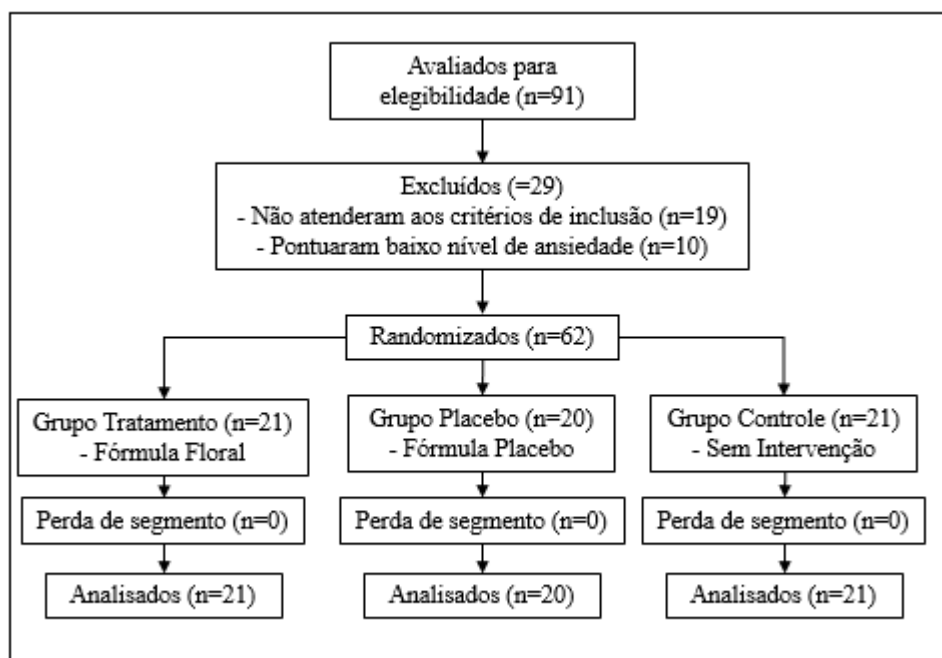 Avaliados para
elegibilidade (n=91)
Excluídos (=29)
- Não atenderam aos critérios de inclusão (n=19)
- Pontuaram baixo nível de ansiedade (n=10)
Randomizados (n=62)
Grupo Tratamento (n=21)
- Fórmula Floral
Grupo Placebo (n=20)
- Fórmula Placebo
Grupo Controle (n=21)
- Sem Intervenção
Perda de segmento (n=0)
Perda de segmento (n=0)
Perda de segmento (n=0)
Analisados (n=21)
Analisados (n=20)
Analisados (n=21)